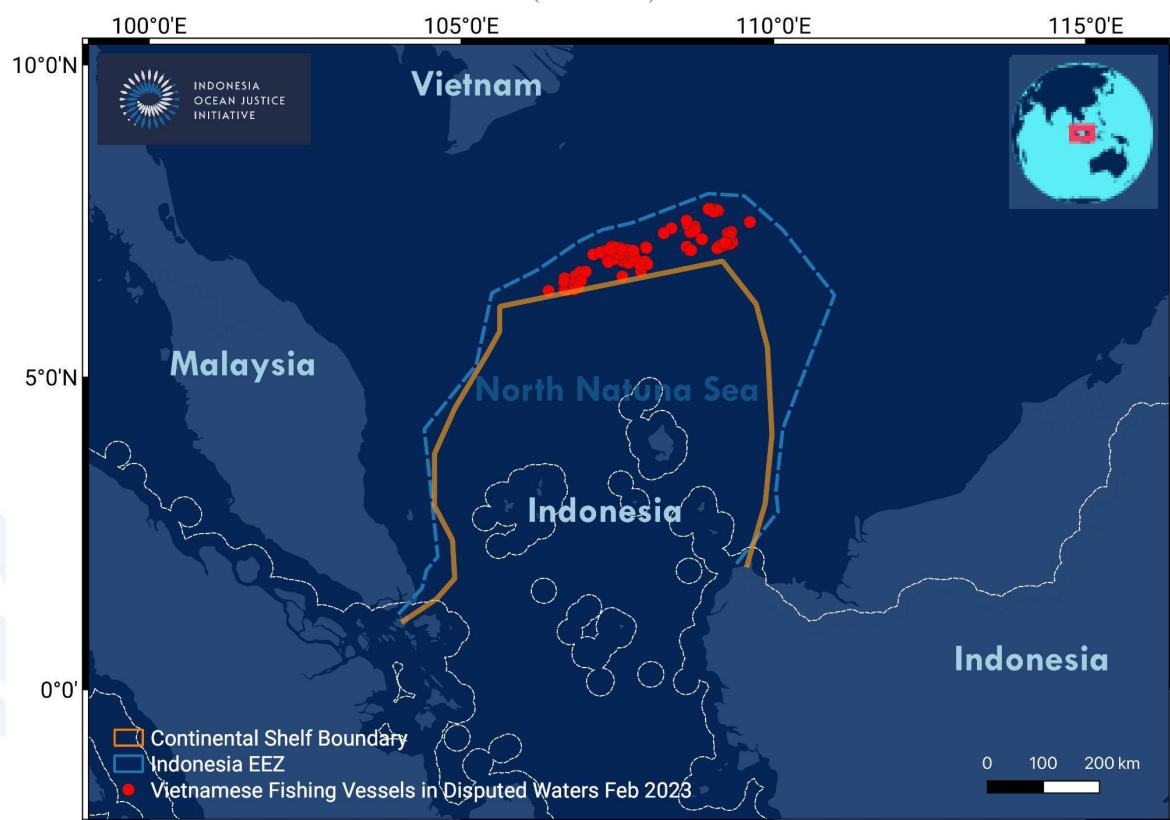 100°0'E 105°0'E 110°0'E 115°0'E
10°0'N
Vietnam
INDONESIA
OCEAN JUSTICE
INITIATIVE
Malaysia
5°0'N
North Natuna Sea
Indonesia
Indonesia
0°0'
Continental Shelf Boundary
Indonesia EEZ
Vietnamese Fishing Vessels in Disputed Waters Feb 2023
0 100 200 km